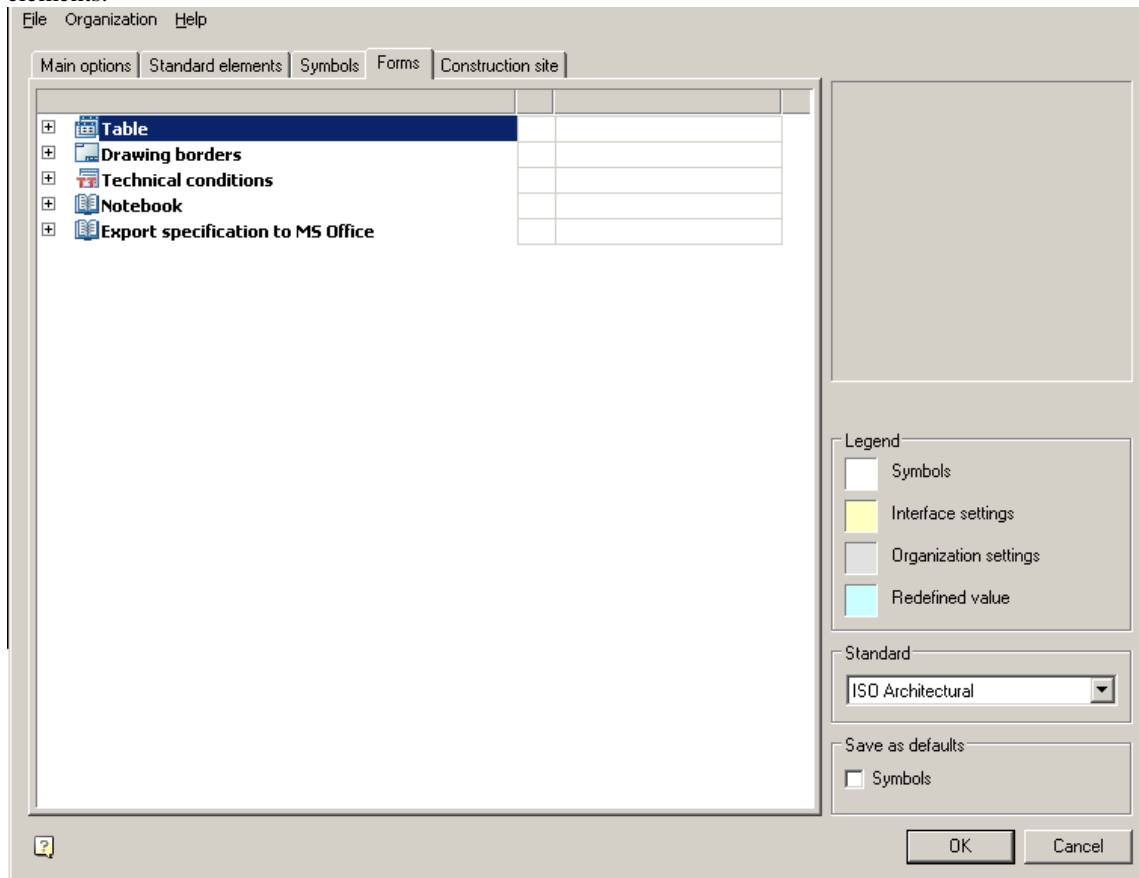 elements.
File Organization Help
Main options Standard elements Symbols Forms Construction site
Table
Drawing borders
Technical conditions
Notebook
Export specification to MS Office
Legend
Symbols
Interface settings
Organization settings
Redefined value
Standard
ISO Architectural
Save as defaults
Symbols
OK Cancel